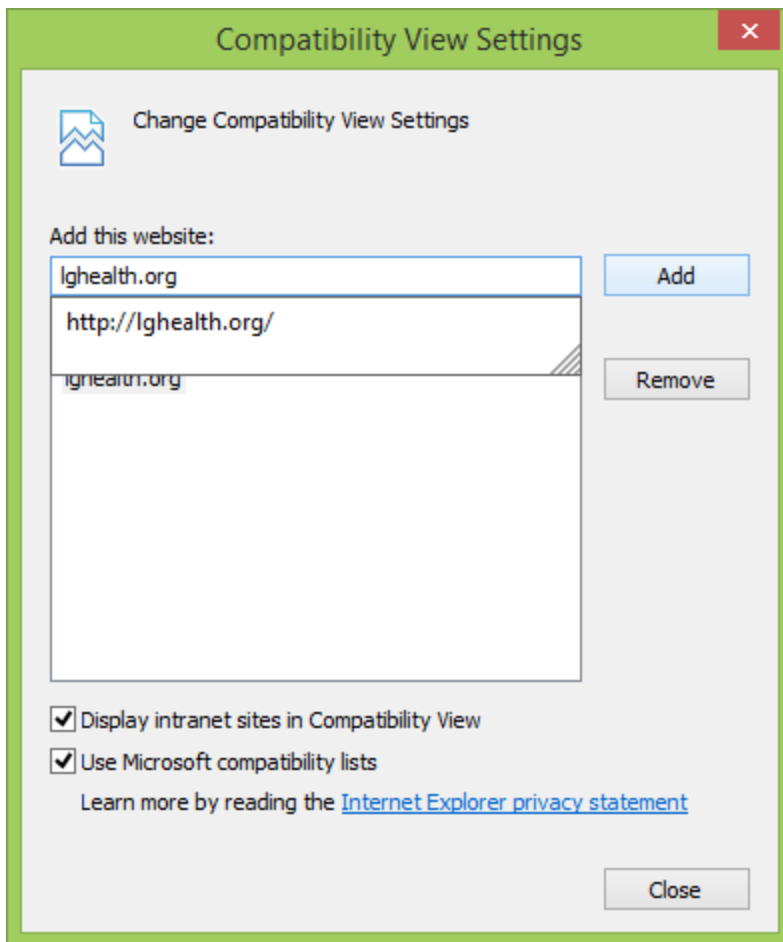 Compatibility View Settings
Change Compatibility View Settings
Add this website:
lghealth.org
Add
http://lghealth.org/
lghealth.org
Remove
Display intranet sites in Compatibility View
Use Microsoft compatibility lists
Learn more by reading the Internet Explorer privacy statement
Close